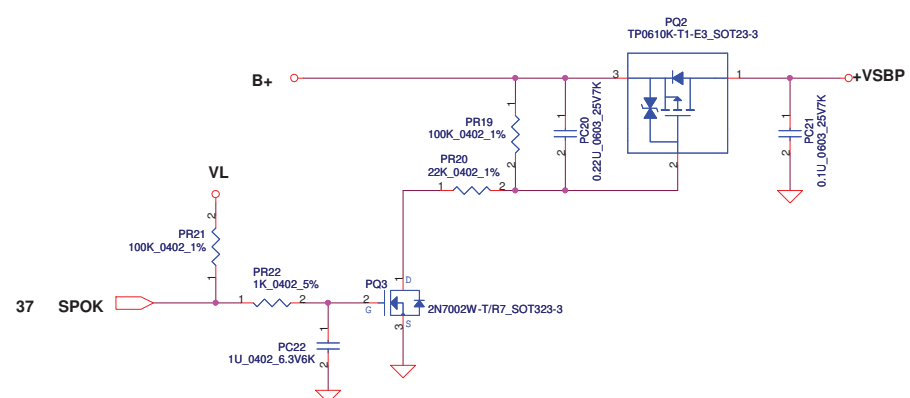 PQ2
TP0610K-T1-E3_SOT23-3
B+
3
1
+VSBP
1
PR19
100K_0402_1%
2
1
2
PC20
0.22U_0603_25V7K
1
2
PC21
0.1U_0603_25V7K
PR20
22K_0402_1%
1
2
2
VL
2
PR21
100K_0402_1%
1
PR22
1K_0402_5%
37
SPOK
1
2
PQ3
1
D
2
G
3
S
2N7002W-T/R7_SOT323-3
1
PC22
1U_0402_6.3V6K
2